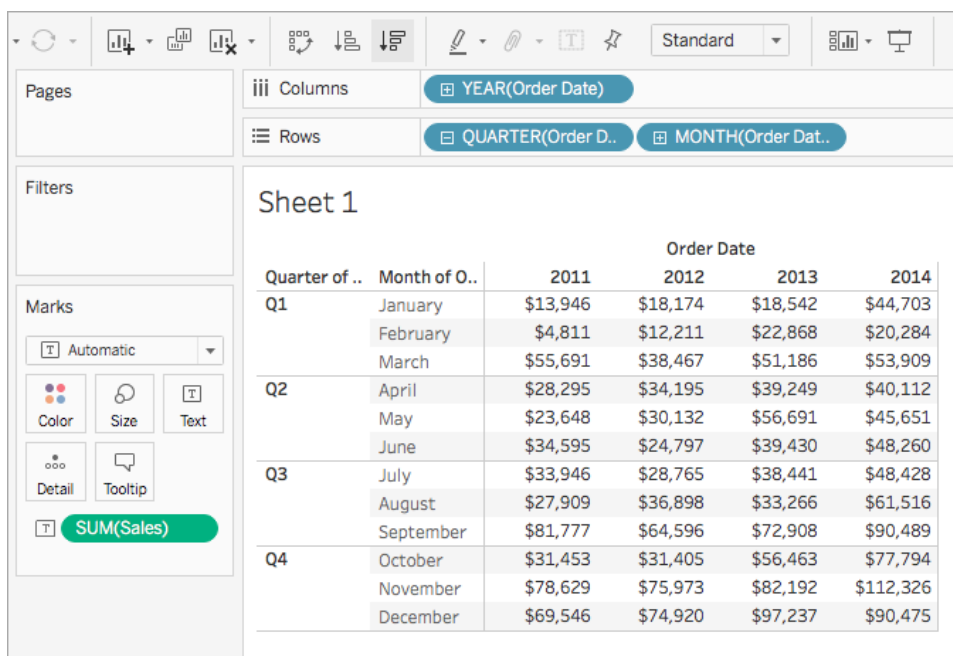 Standard
Pages
Columns
YEAR(Order Date)
Rows
QUARTER(Order D..
MONTH(Order Dat..
Filters
Sheet 1
Order Date
Quarter of .. Month of O.. 2011 2012 2013 2014
Q1 January $13,946 $18,174 $18,542 $44,703
February $4,811 $12,211 $22,868 $20,284
March $55,691 $38,467 $51,186 $53,909
Q2 April $28,295 $34,195 $39,249 $40,112
May $23,648 $30,132 $56,691 $45,651
June $34,595 $24,797 $39,430 $48,260
Q3 July $33,946 $28,765 $38,441 $48,428
August $27,909 $36,898 $33,266 $61,516
September $81,777 $64,596 $72,908 $90,489
Q4 October $31,453 $31,405 $56,463 $77,794
November $78,629 $75,973 $82,192 $112,326
December $69,546 $74,920 $97,237 $90,475
Marks
T Automatic
T
Color Size Text
Detail Tooltip
T SUM(Sales)